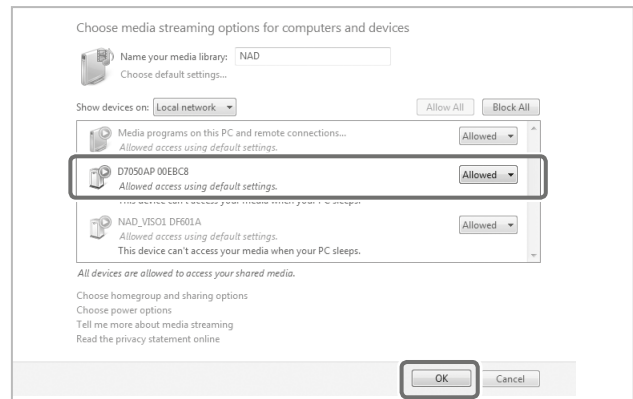 Choose media streaming options for computers and devices
Name your media library: NAD
Choose default settings...
Show devices on: Local network Allow All Block All
Media programs on this PC and remote connections... Allowed
Allowed access using default settings.
D7050AP 00EBC8 Allowed
Allowed access using default settings.
This device can't access your media when your PC sleeps.
NAD_VISO1 DF601A Allowed
Allowed access using default settings.
This device can't access your media when your PC sleeps.
All devices are allowed to access your shared media.
Choose homegroup and sharing options
Choose power options
Tell me more about media streaming
Read the privacy statement online
OK Cancel